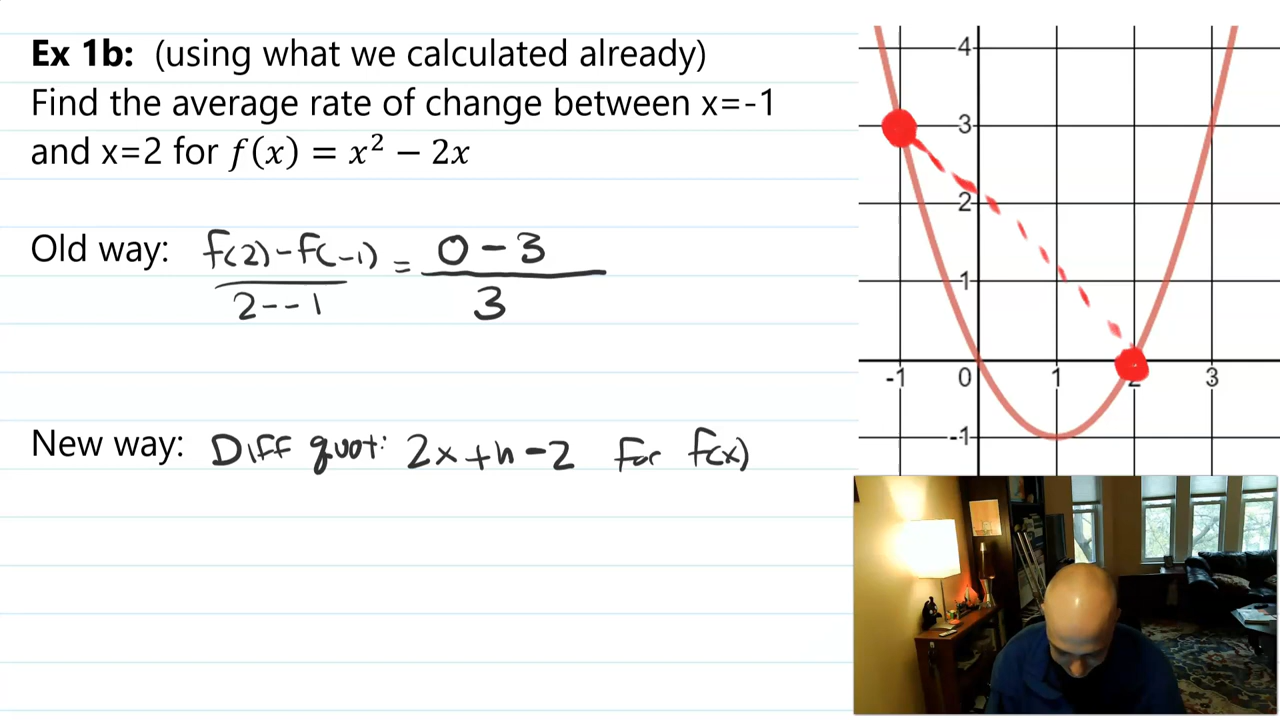 Ex 1b: (using what we calculated already)
Find the average rate of change between x=-1
and x=2 for f(x) = x² − 2x
Old way: f(2)-f(-1) / 2--1 = 0-3 / 3
New way: Diff quot: 2x+h-2 for f(x)
4
3
2
1
-1 0 1 2 3
-1